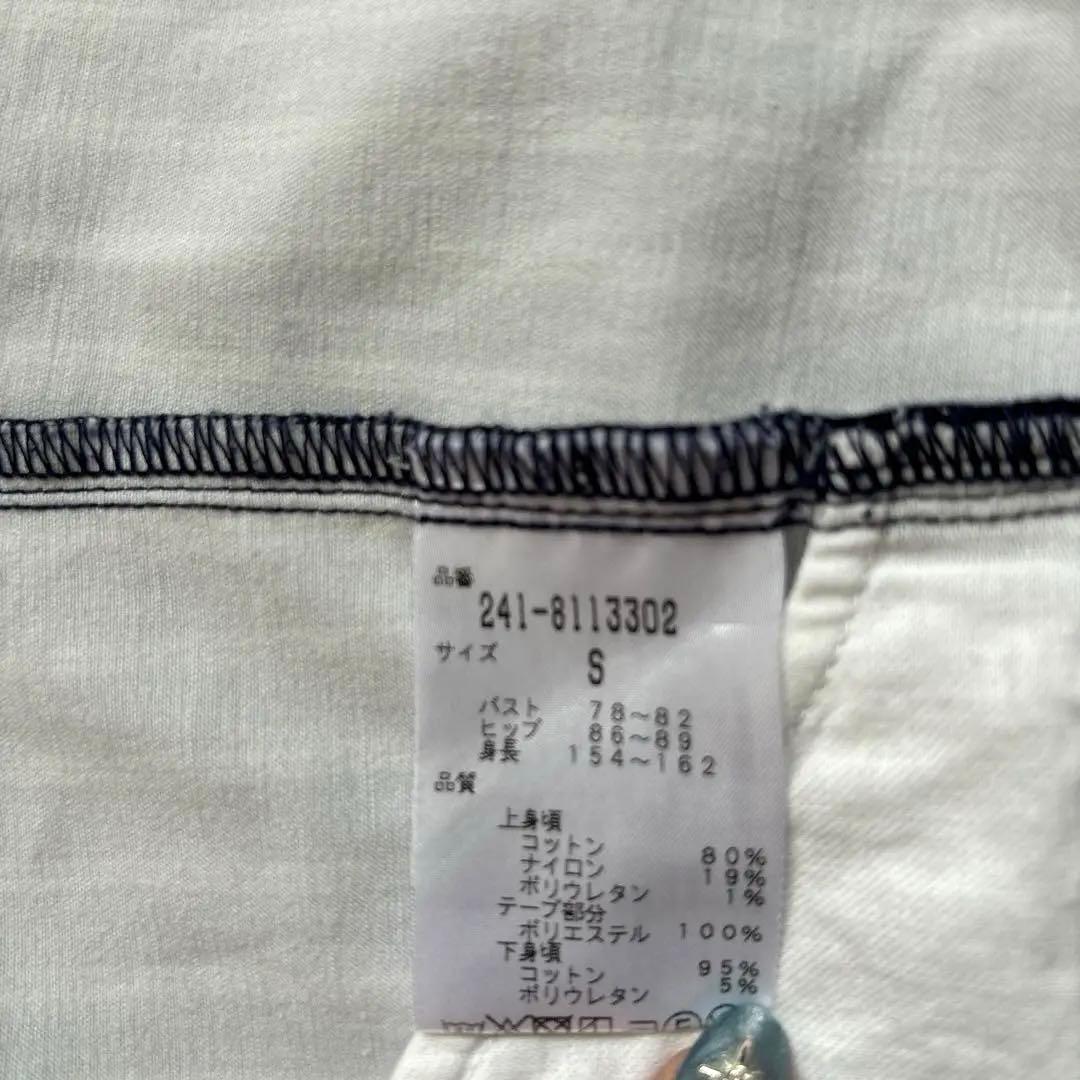 品番
241-8113302
サイズ S
バスト 78～82
ヒップ 86～89
身長 154～162
品質
上身頃
コットン 80%
ナイロン 19%
ポリウレタン 1%
テープ部分
ポリエステル 100%
下身頃
コットン 95%
ポリウレタン 5%